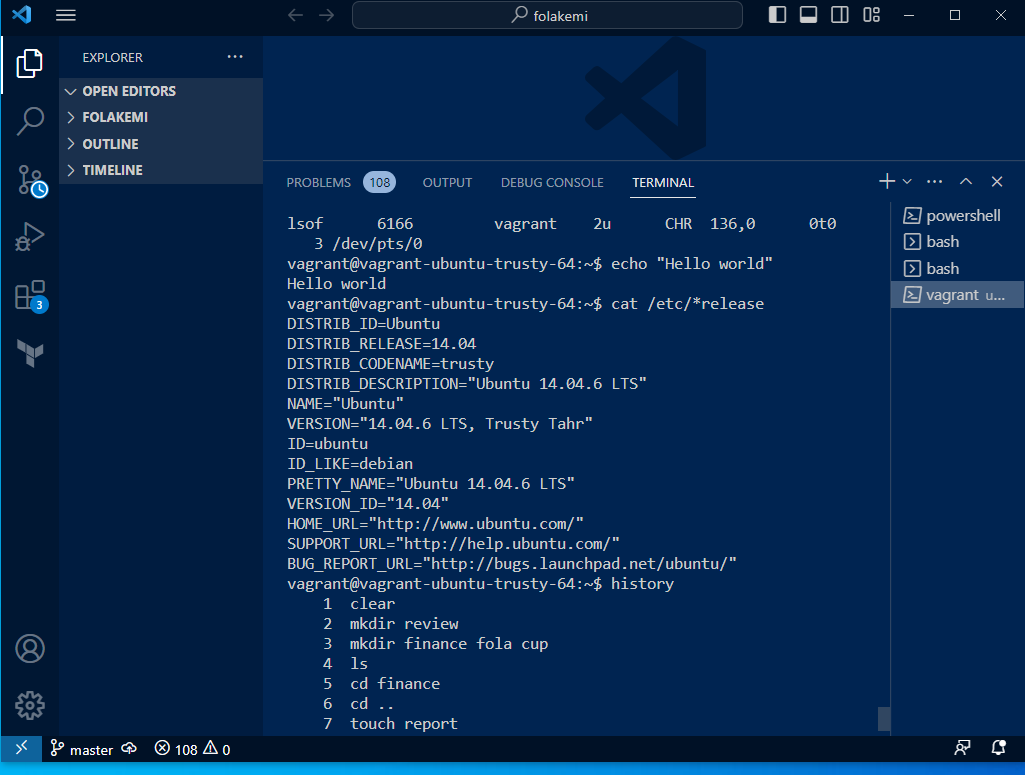 folakemi
EXPLORER
OPEN EDITORS
FOLAKEMI
OUTLINE
TIMELINE
3
PROBLEMS 108 OUTPUT DEBUG CONSOLE TERMINAL
lsof 6166 vagrant 2u CHR 136,0 0t0
3 /dev/pts/0
vagrant@vagrant-ubuntu-trusty-64:~$ echo "Hello world"
Hello world
vagrant@vagrant-ubuntu-trusty-64:~$ cat /etc/*release
DISTRIB_ID=Ubuntu
DISTRIB_RELEASE=14.04
DISTRIB_CODENAME=trusty
DISTRIB_DESCRIPTION="Ubuntu 14.04.6 LTS"
NAME="Ubuntu"
VERSION="14.04.6 LTS, Trusty Tahr"
ID=ubuntu
ID_LIKE=debian
PRETTY_NAME="Ubuntu 14.04.6 LTS"
VERSION_ID="14.04"
HOME_URL="http://www.ubuntu.com/"
SUPPORT_URL="http://help.ubuntu.com/"
BUG_REPORT_URL="http://bugs.launchpad.net/ubuntu/"
vagrant@vagrant-ubuntu-trusty-64:~$ history
1 clear
2 mkdir review
3 mkdir finance fola cup
4 ls
5 cd finance
6 cd ..
7 touch report
powershell
bash
bash
vagrant u...
master 108 0